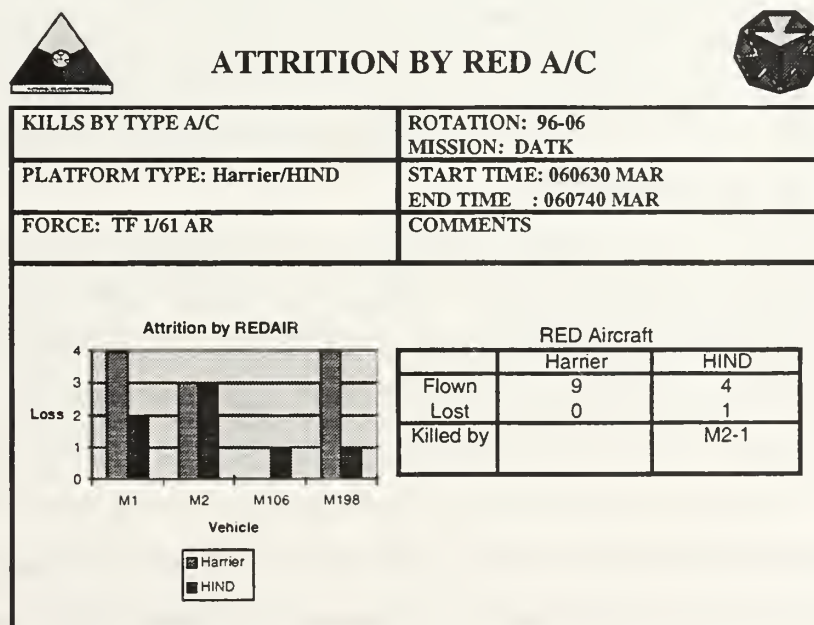 ATTRITION BY RED A/C
KILLS BY TYPE A/C
ROTATION: 96-06
MISSION: DATK
PLATFORM TYPE: Harrier/HIND
START TIME: 060630 MAR
END TIME : 060740 MAR
FORCE: TF 1/61 AR
COMMENTS
Attrition by REDAIR
4
3
Loss 2
1
0
M1 M2 M106 M198
Vehicle
Harrier
HIND
RED Aircraft
Harrier HIND
Flown 9 4
Lost 0 1
Killed by M2-1